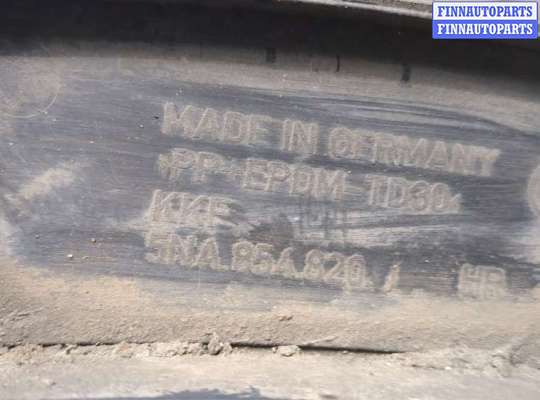 FINNAUTOPARTS
FINNAUTOPARTS
MADE IN GERMANY
>PP+EPDM-TD30<
5NA.854.820. HR